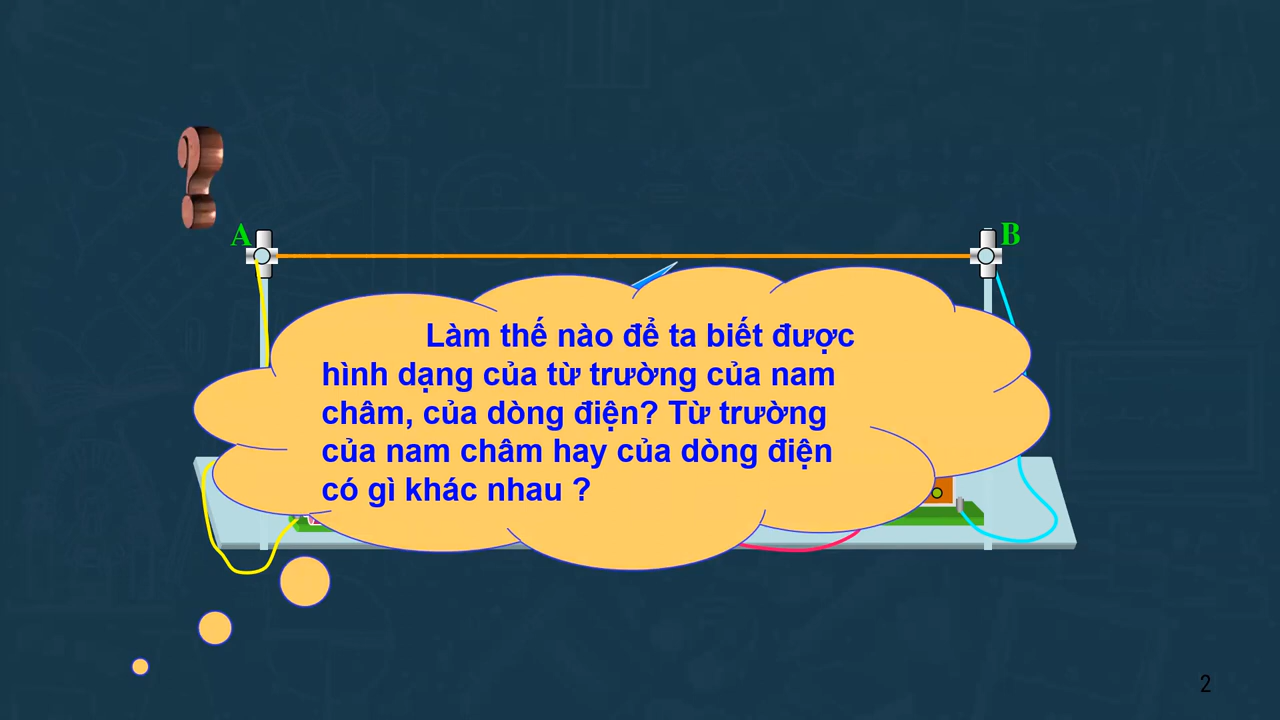 A
B
Làm thế nào để ta biết được
hình dạng của từ trường của nam
châm, của dòng điện? Từ trường
của nam châm hay của dòng điện
có gì khác nhau ?
2